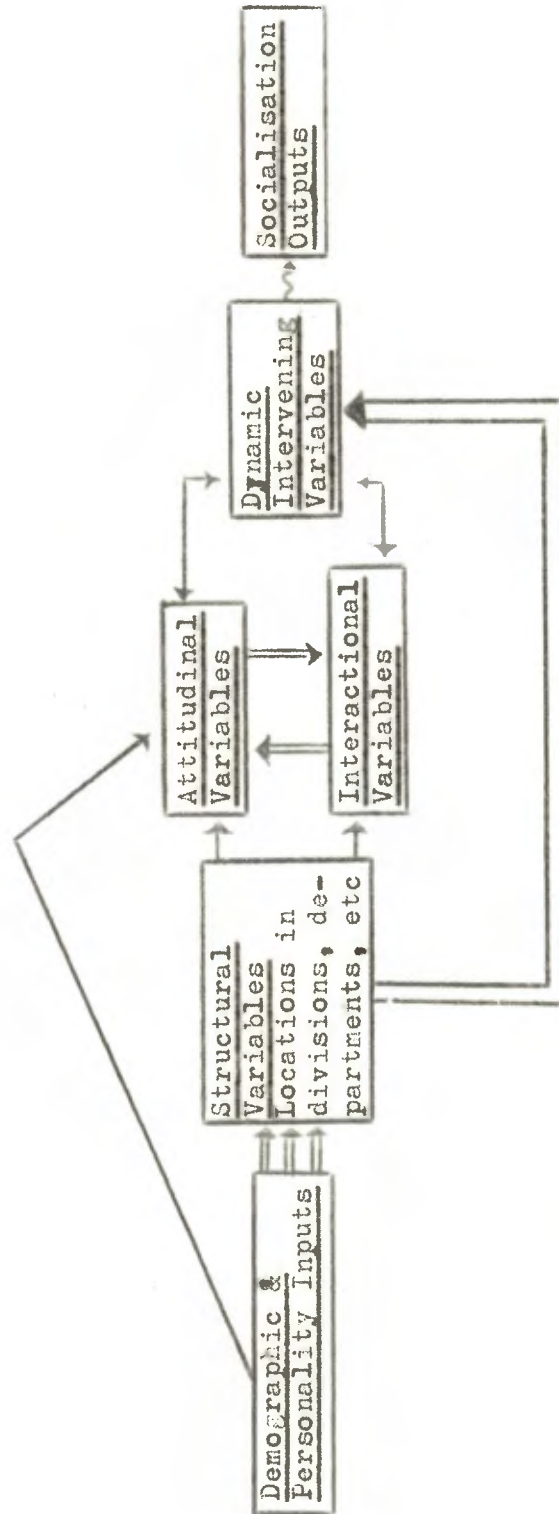 Demographic &
Personality Inputs
Structural
Variables
Locations in
divisions, de-
partments, etc
Attitudinal
Variables
Interactional
Variables
Dynamic
Intervening
Variables
Socialisation
Outputs